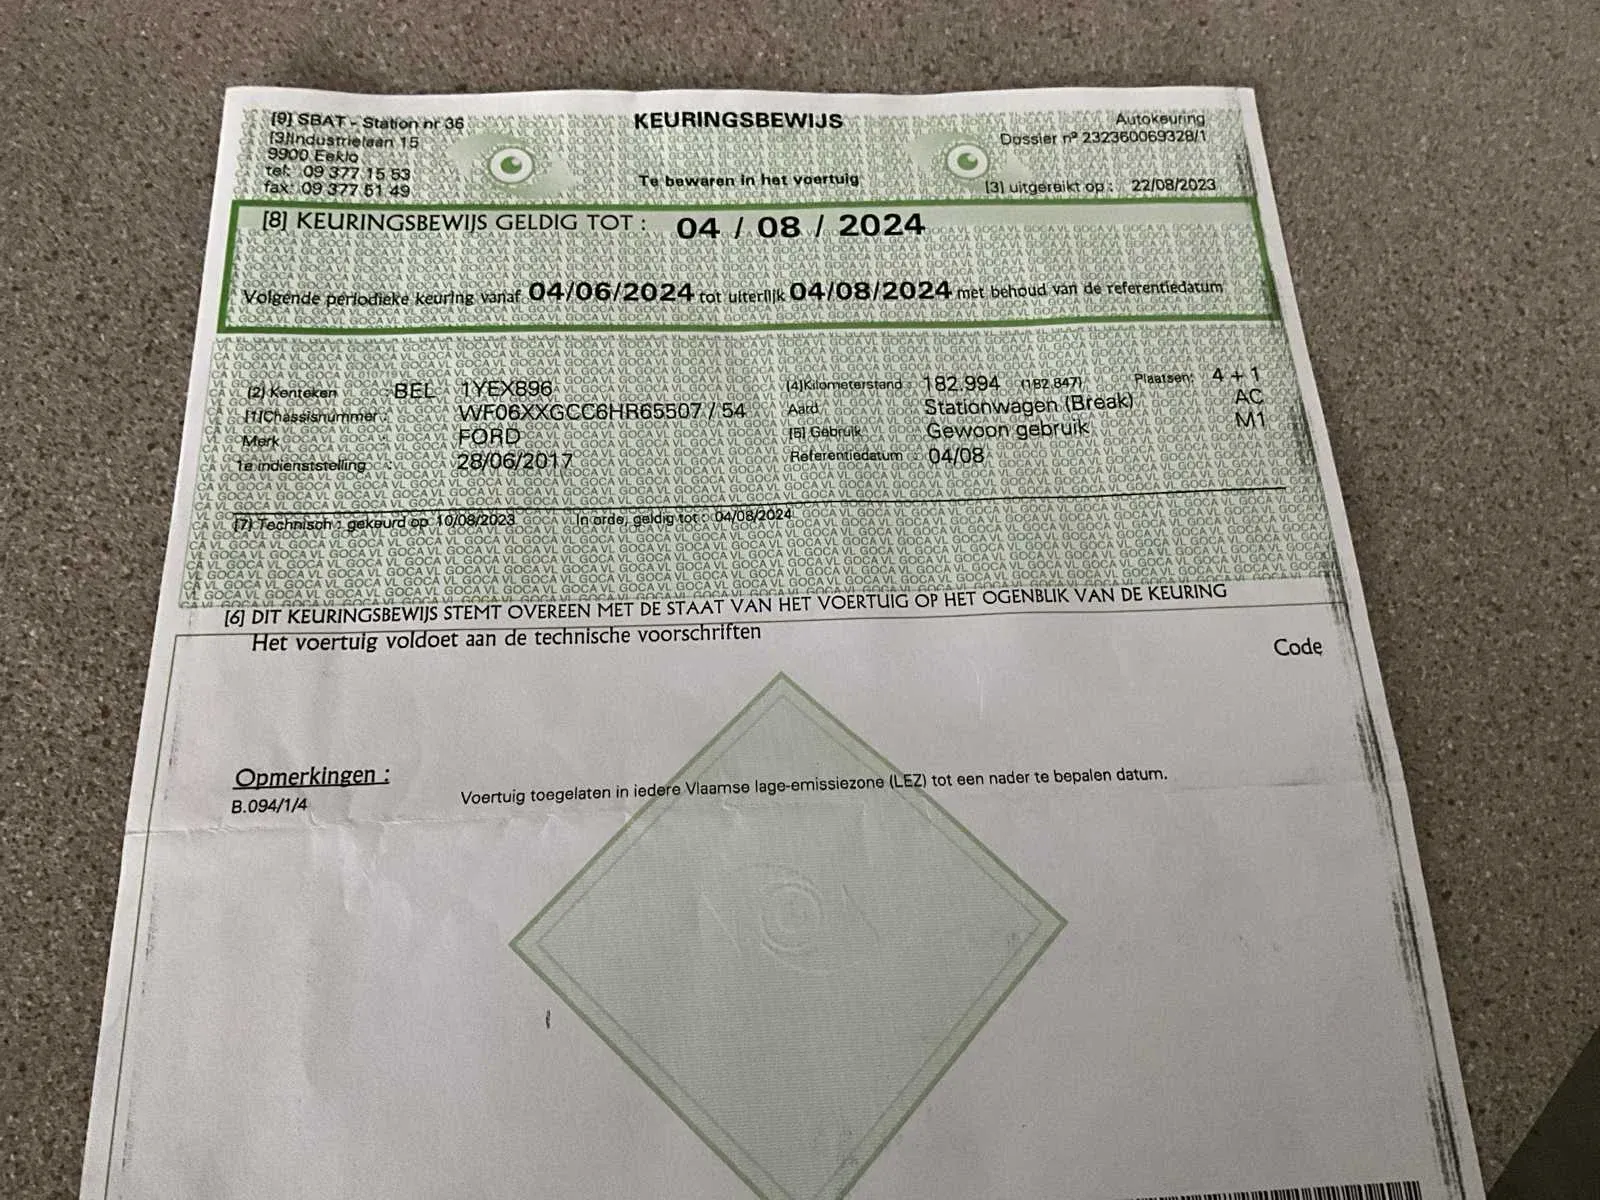 [9] SBAT - Station nr 36
[3]Industrielaan 15
9900 Eeklo
tel: 09 377 15 53
fax: 09 377 51 49
KEURINGSBEWIJS
Te bewaren in het voertuig
Autokeuring
Dossier nº 232360069328/1
[3] uitgereikt op : 22/08/2023
[8] KEURINGSBEWIJS GELDIG TOT : 04 / 08 / 2024
Volgende periodieke keuring vanaf 04/06/2024 tot uiterlijk 04/08/2024 met behoud van de referentiedatum
(2) Kenteken : BEL 1YEX896
[1]Chassisnummer : WF06XXGCC6HR65507 / 54
Merk FORD
1e indienststelling : 28/06/2017
(4)Kilometerstand : 182.994 (182.847) Plaatsen: 4 + 1
Aard Stationwagen (Break) AC
[5] Gebruik Gewoon gebruik M1
Referentiedatum : 04/08
[7] Technisch : gekeurd op 10/08/2023 In orde, geldig tot : 04/08/2024
[6] DIT KEURINGSBEWIJS STEMT OVEREEN MET DE STAAT VAN HET VOERTUIG OP HET OGENBLIK VAN DE KEURING
Het voertuig voldoet aan de technische voorschriften
Code
Opmerkingen :
B.094/1/4 Voertuig toegelaten in iedere Vlaamse lage-emissiezone (LEZ) tot een nader te bepalen datum.